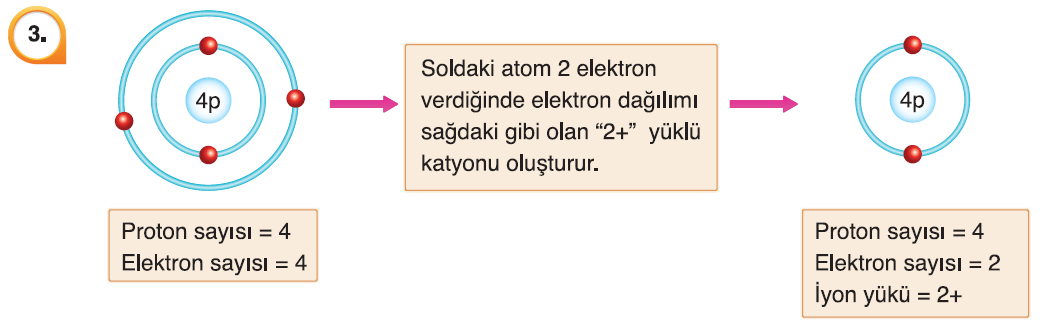 3.
4p
Soldaki atom 2 elektron
verdiğinde elektron dağılımı
sağdaki gibi olan “2+” yüklü
katyonu oluşturur.
4p
Proton sayısı = 4
Elektron sayısı = 4
Proton sayısı = 4
Elektron sayısı = 2
İyon yükü = 2+